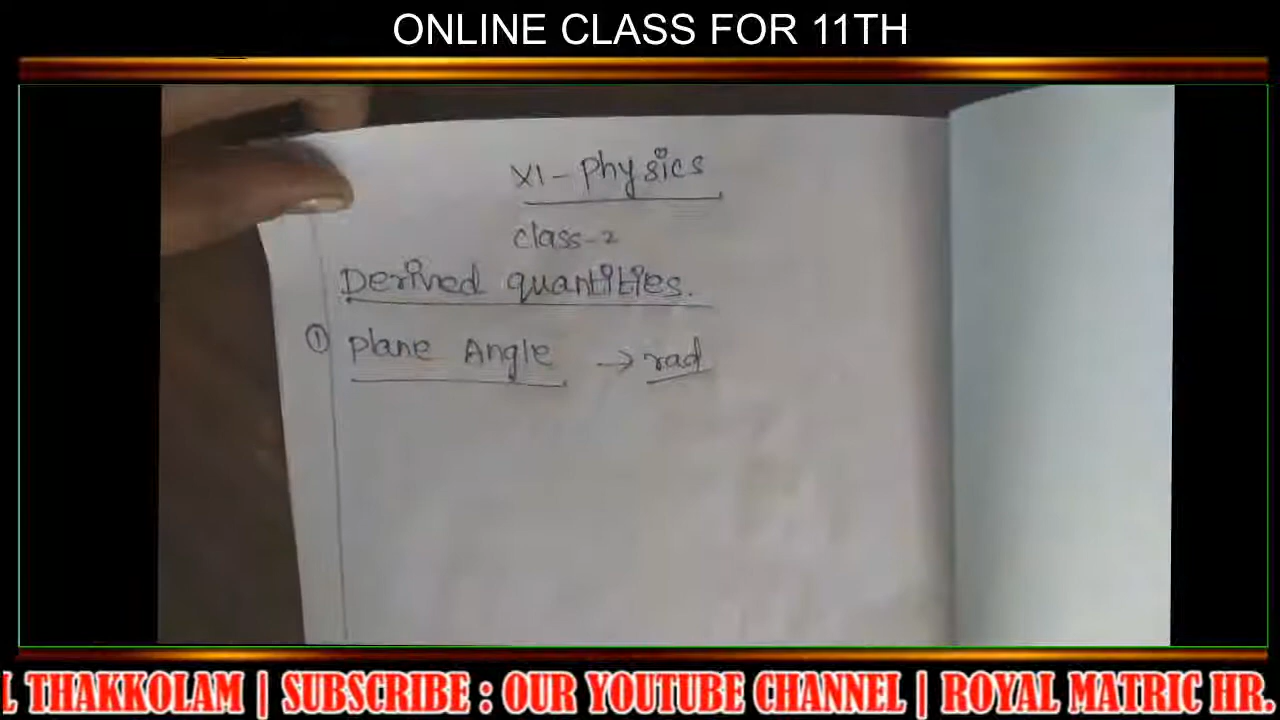 ONLINE CLASS FOR 11TH
XI - Physics
class-2
Derived quantities.
① Plane Angle → rad
L THAKKOLAM | SUBSCRIBE : OUR YOUTUBE CHANNEL | ROYAL MATRIC HR.